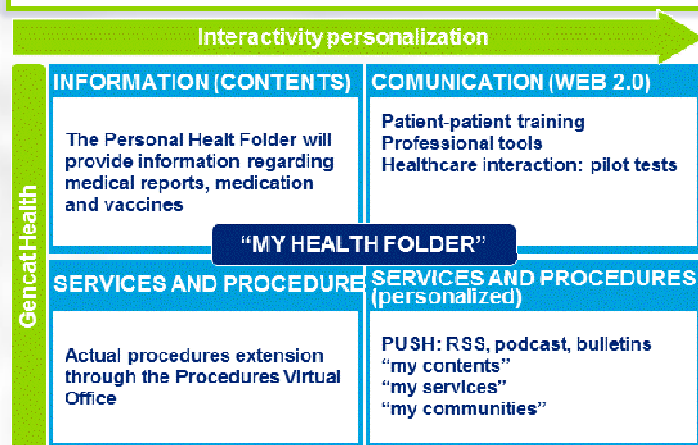 Interactivity personalization
Gencat Health
INFORMATION (CONTENTS)
The Personal Healt Folder will
provide information regarding
medical reports, medication
and vaccines
COMUNICATION (WEB 2.0)
Patient-patient training
Professional tools
Healthcare interaction: pilot tests
“MY HEALTH FOLDER”
SERVICES AND PROCEDURE
Actual procedures extension
through the Procedures Virtual
Office
SERVICES AND PROCEDURES
(personalized)
PUSH: RSS, podcast, bulletins
“my contents”
“my services”
“my communities”